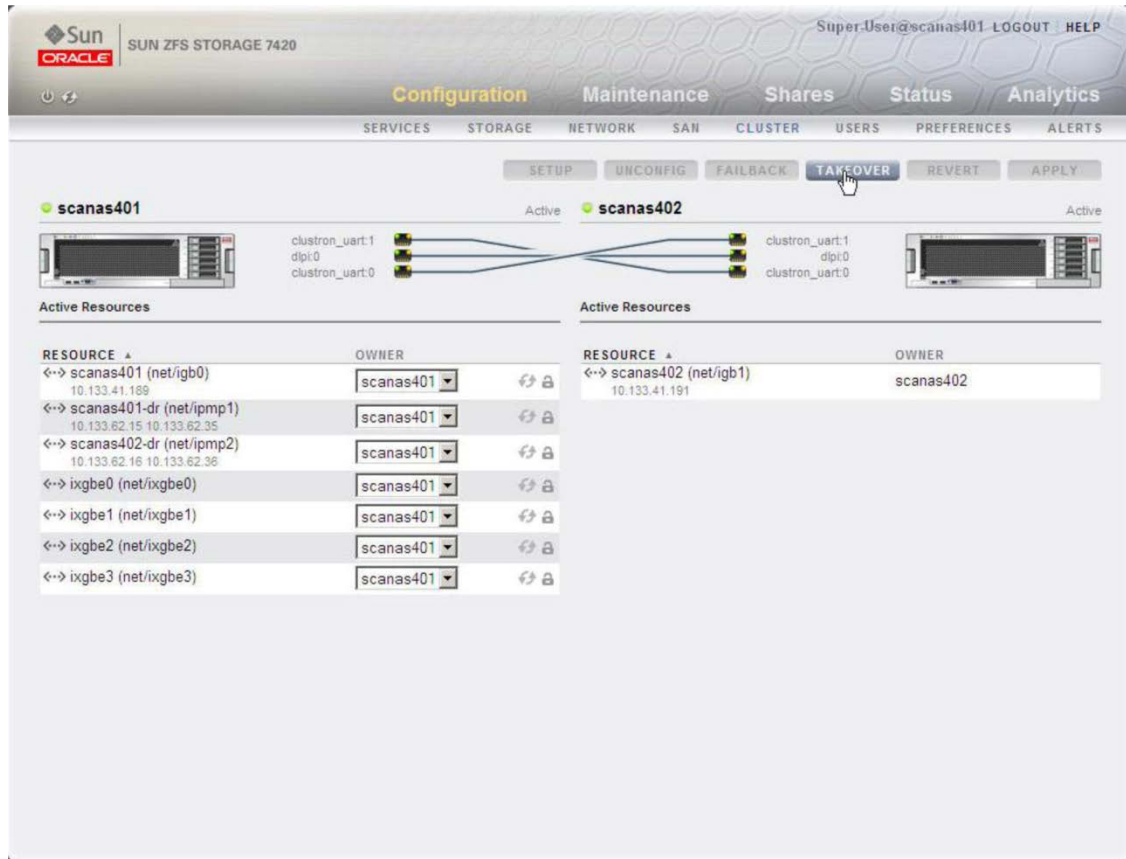 Sun
ORACLE
SUN ZFS STORAGE 7420
Super-User@scanas401 LOGOUT HELP
Configuration Maintenance Shares Status Analytics
SERVICES STORAGE NETWORK SAN CLUSTER USERS PREFERENCES ALERTS
SETUP UNCONFIG FAILBACK TAKEOVER REVERT APPLY
scanas401 Active scanas402 Active
clustron_uart:1 clustron_uart:1
dlpi:0 dlpi:0
clustron_uart:0 clustron_uart:0
Active Resources Active Resources
RESOURCE OWNER RESOURCE OWNER
scanas401 (net/igb0) scanas401 scanas402 (net/igb1) scanas402
10.133.41.189 10.133.41.191
scanas401-dr (net/ipmp1) scanas401
10.133.62.15 10.133.62.35
scanas402-dr (net/ipmp2) scanas401
10.133.62.16 10.133.62.36
ixgbe0 (net/ixgbe0) scanas401
ixgbe1 (net/ixgbe1) scanas401
ixgbe2 (net/ixgbe2) scanas401
ixgbe3 (net/ixgbe3) scanas401